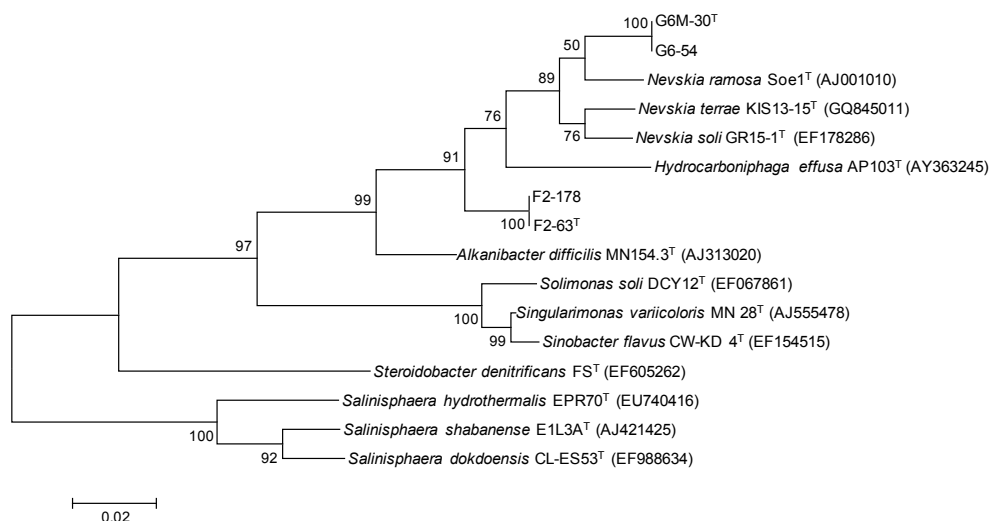 100 G6M-30ᵀ
50 G6-54
Nevskia ramosa Soe1ᵀ (AJ001010)
89
Nevskia terrae KIS13-15ᵀ (GQ845011)
76
76 Nevskia soli GR15-1ᵀ (EF178286)
91
Hydrocarboniphaga effusa AP103ᵀ (AY363245)
F2-178
99
100 F2-63ᵀ
97
Alkanibacter difficilis MN154.3ᵀ (AJ313020)
Solimonas soli DCY12ᵀ (EF067861)
100
Singularimonas variicoloris MN 28ᵀ (AJ555478)
99 Sinobacter flavus CW-KD 4ᵀ (EF154515)
Steroidobacter denitrificans FSᵀ (EF605262)
Salinisphaera hydrothermalis EPR70ᵀ (EU740416)
100 Salinisphaera shabanense E1L3Aᵀ (AJ421425)
92 Salinisphaera dokdoensis CL-ES53ᵀ (EF988634)
0.02